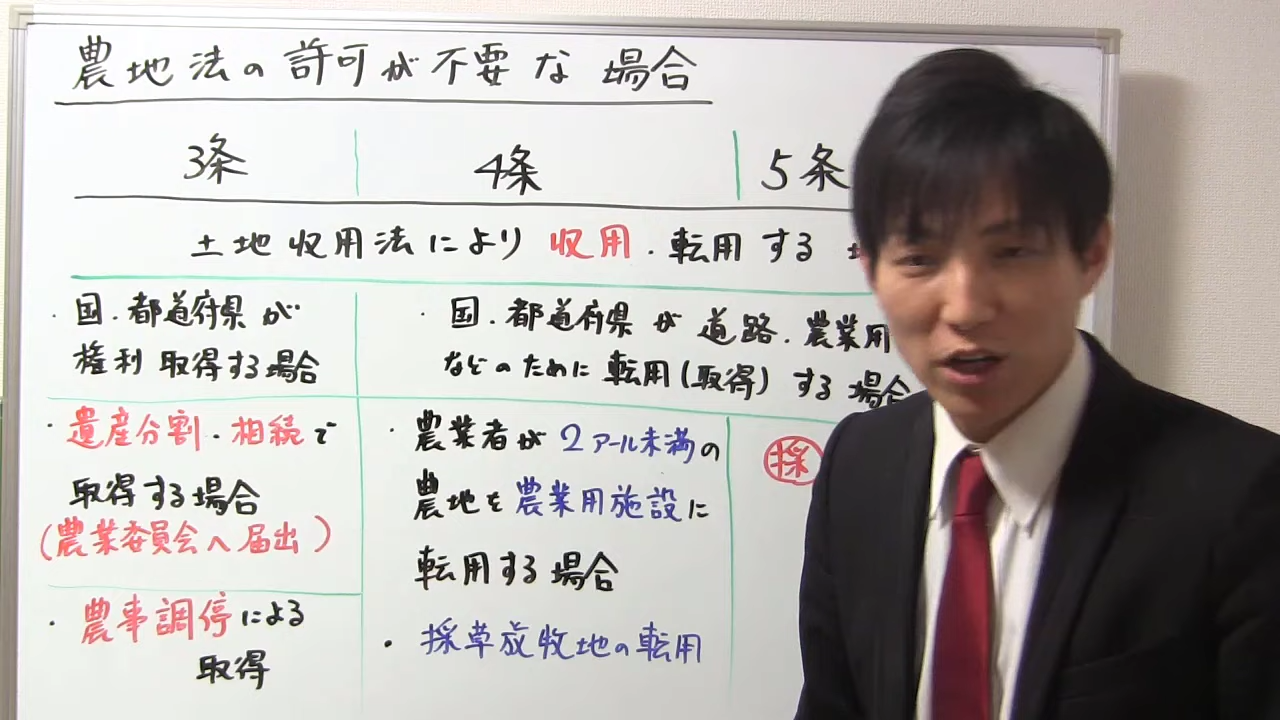 農地法の許可が不要な場合
3条
4条
5条
土地収用法により収用・転用する
・国・都道府県が
権利取得する場合
・国・都道府県が道路・農業用
などのために転用(取得)する場合
・遺産分割・相続で
取得する場合
(農業委員会へ届出)
・農事調停による
取得
・農業者が2アール未満の
農地を農業用施設に
転用する場合
・採草放牧地の転用
採